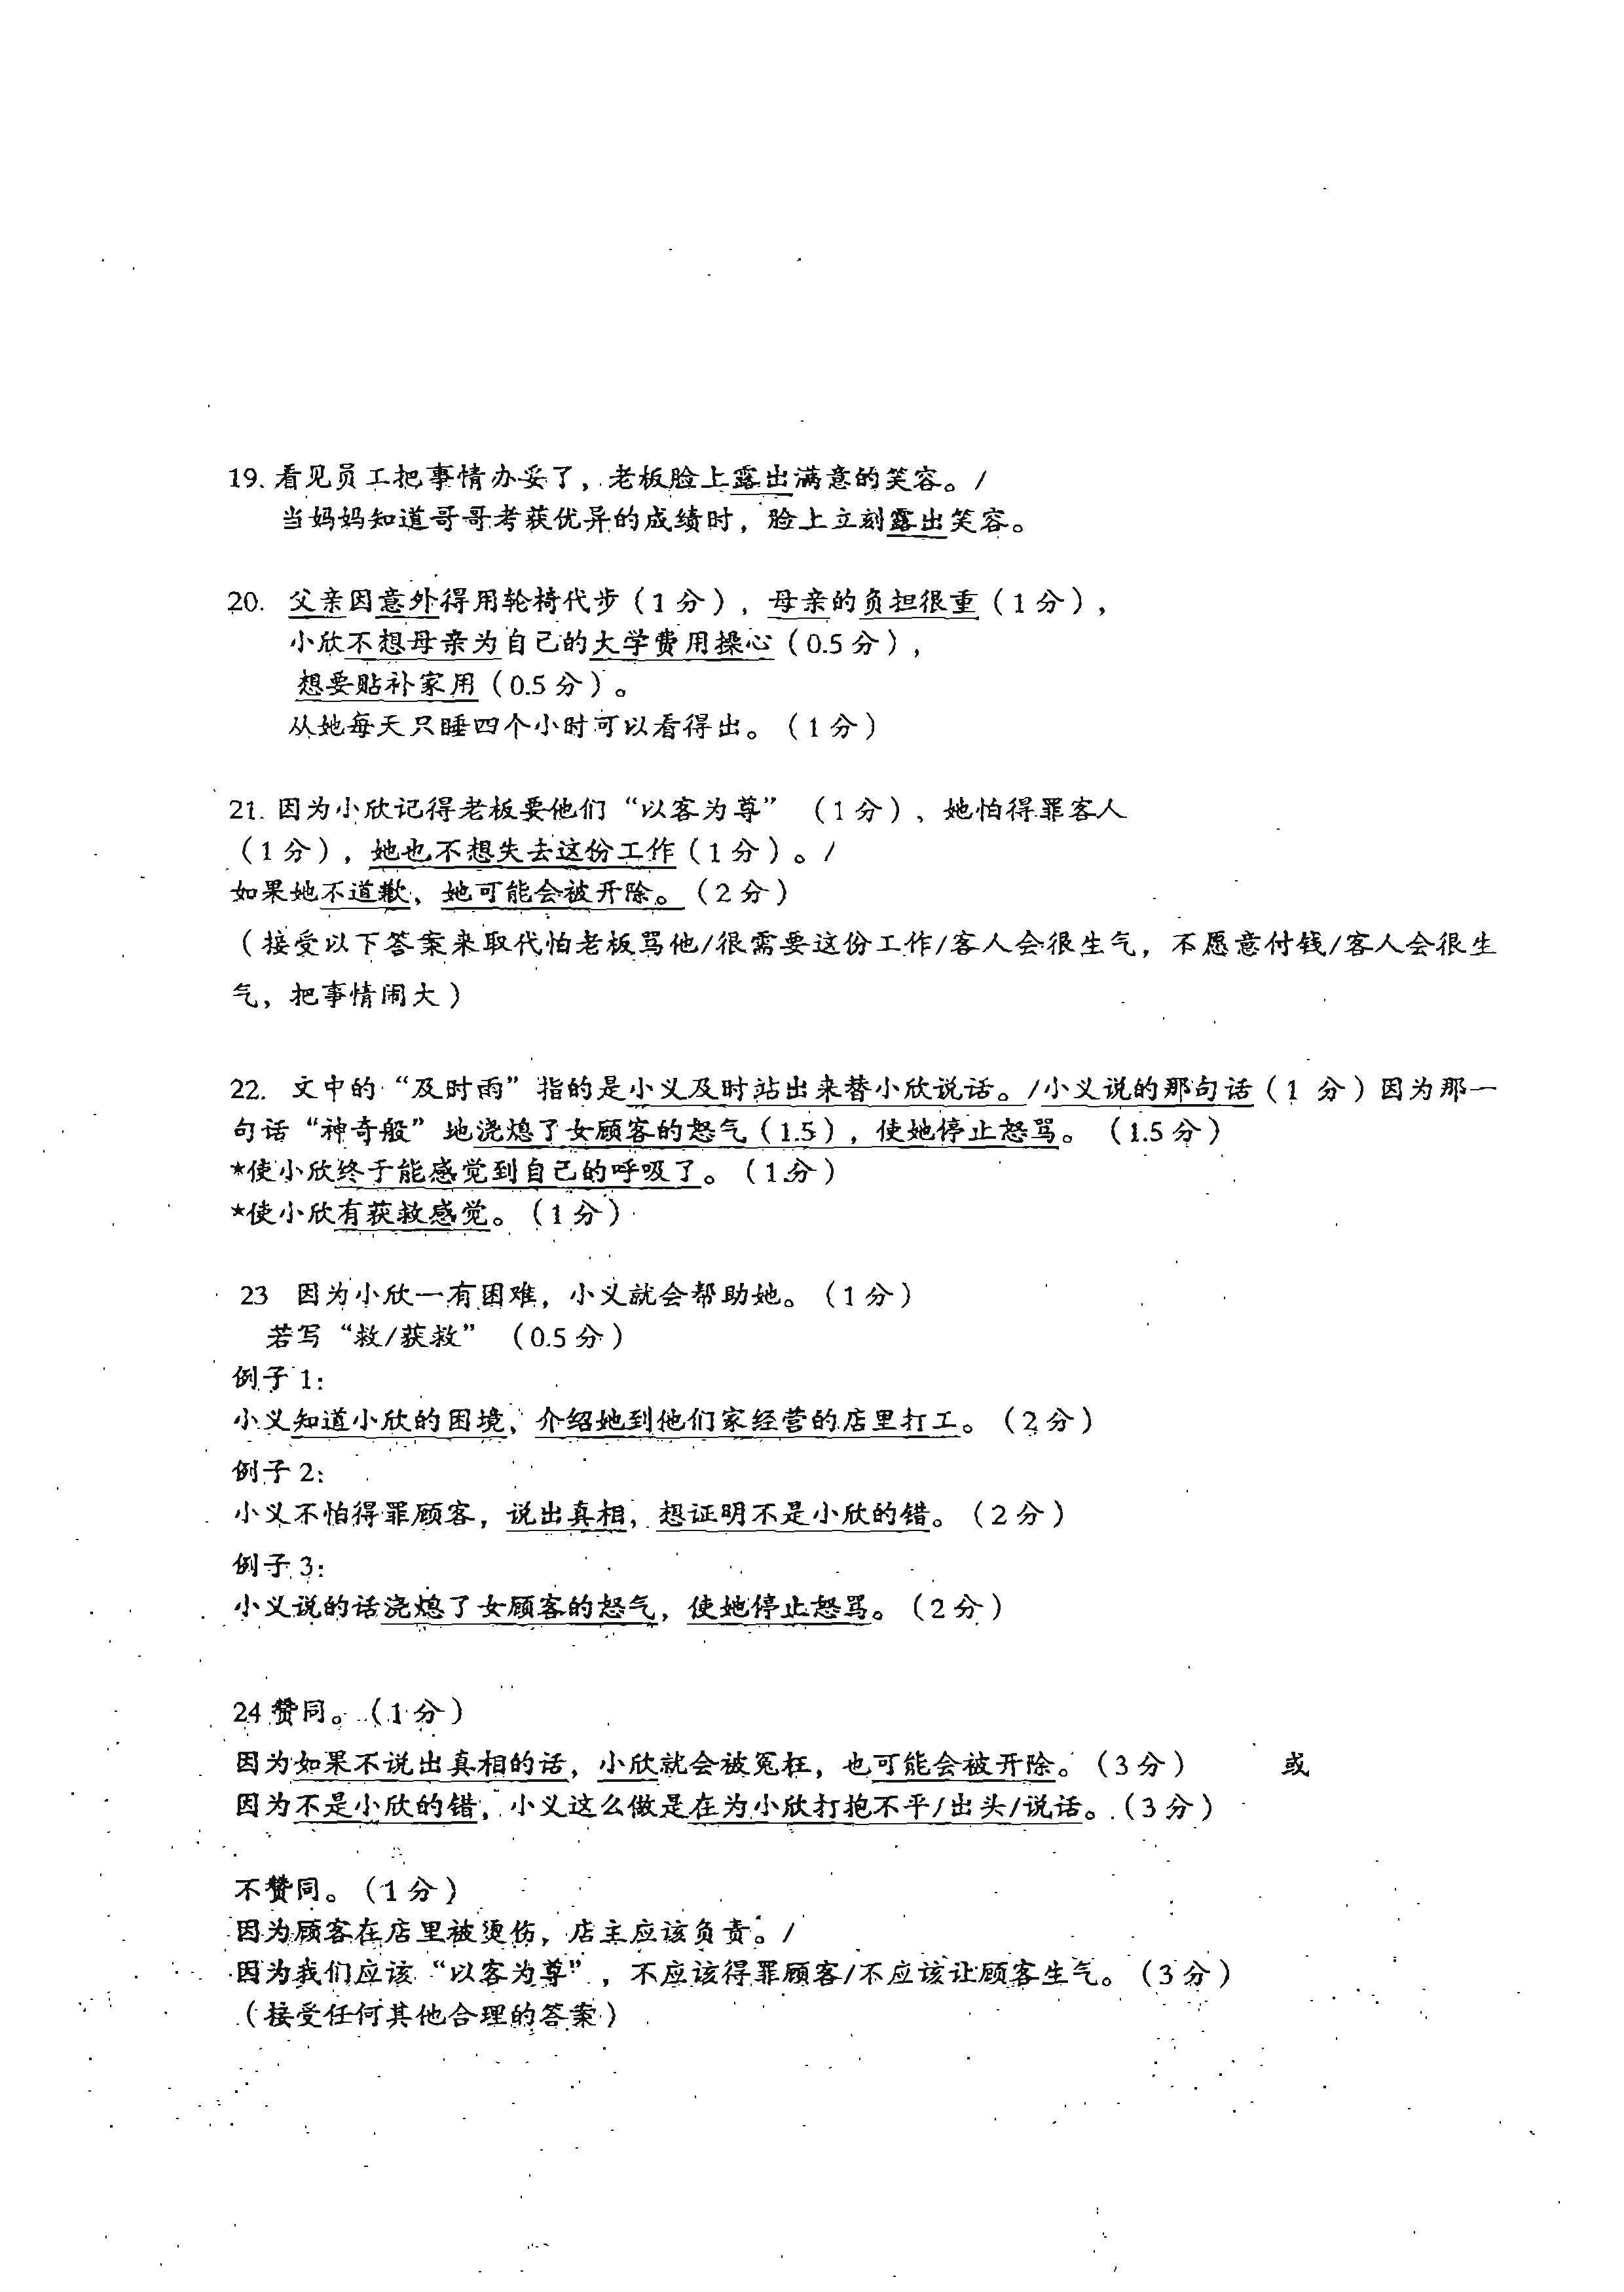 19. 看见员工把事情办妥了，老板脸上露出满意的笑容。/
当妈妈知道哥哥考获优异的成绩时，脸上立刻露出笑容。
20. 父亲因意外得用轮椅代步（1分），母亲的负担很重（1分），
小欣不想母亲为自己的大学费用操心（0.5分），
想要贴补家用（0.5分）。
从她每天只睡四个小时可以看得出。（1分）
21. 因为小欣记得老板要他们“以客为尊”（1分）、她怕得罪客人
（1分），她也不想失去这份工作（1分）。/
如果她不道歉，她可能会被开除。（2分）
（接受以下答案来取代怕老板骂他/很需要这份工作/客人会很生气，不愿意付钱/客人会很生
气，把事情闹大）
22. 文中的“及时雨”指的是小义及时站出来替小欣说话。/小义说的那句话（1 分）因为那一
句话“神奇般”地浇熄了女顾客的怒气（1.5），使她停止怒骂。（1.5分）
*使小欣终于能感觉到自己的呼吸了。（1分）
*使小欣有获救感觉。（1分）
23 因为小欣一有困难，小义就会帮助她。（1分）
若写“救/获救”（0.5分）
例子1：
小义知道小欣的困境，介绍她到他们家经营的店里打工。（2分）
例子2：
小义不怕得罪顾客，说出真相，想证明不是小欣的错。（2分）
例子3：
小义说的话浇熄了女顾客的怒气，使她停止怒骂。（2分）
24 赞同。（1分）
因为如果不说出真相的话，小欣就会被冤枉，也可能会被开除。（3分） 或
因为不是小欣的错，小义这么做是在为小欣打抱不平/出头/说话。（3分）
不赞同。（1分）
因为顾客在店里被烫伤，店主应该负责。/
因为我们应该“以客为尊”，不应该得罪顾客/不应该让顾客生气。（3分）
（接受任何其他合理的答案）